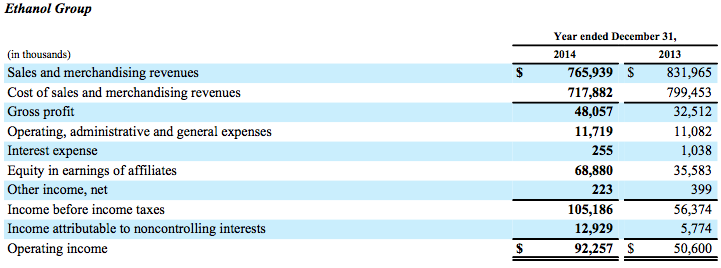 Ethanol Group
Year ended December 31,
(in thousands) 2014 2013
Sales and merchandising revenues $ 765,939 $ 831,965
Cost of sales and merchandising revenues 717,882 799,453
Gross profit 48,057 32,512
Operating, administrative and general expenses 11,719 11,082
Interest expense 255 1,038
Equity in earnings of affiliates 68,880 35,583
Other income, net 223 399
Income before income taxes 105,186 56,374
Income attributable to noncontrolling interests 12,929 5,774
Operating income $ 92,257 $ 50,600